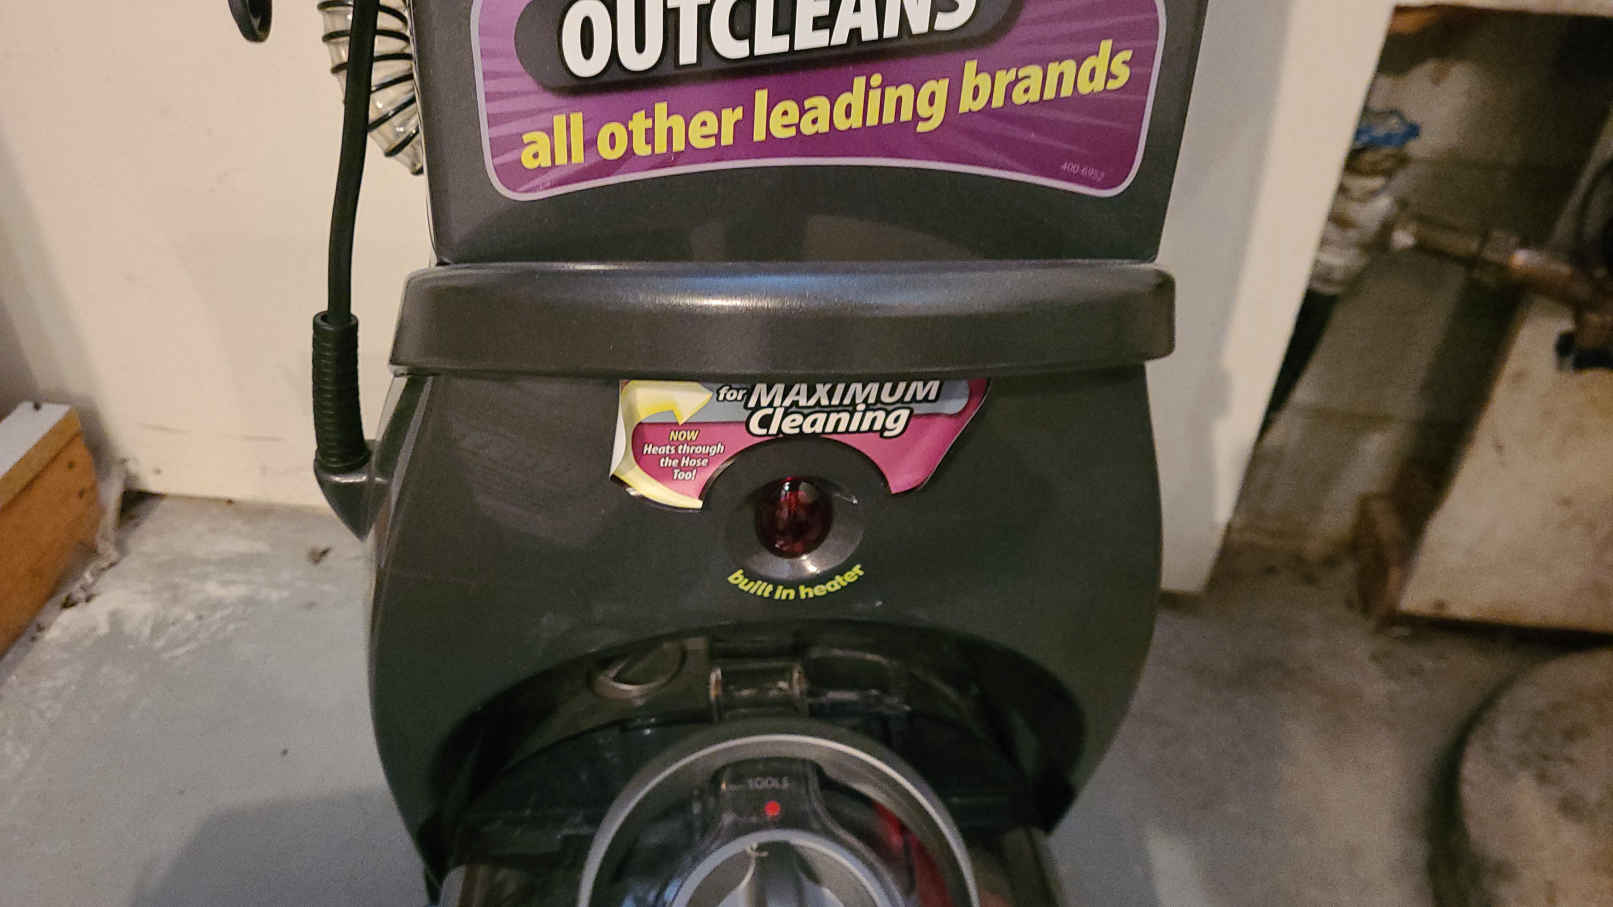 OUTCLEANS
all other leading brands
400-6952
for MAXIMUM
Cleaning
NOW
Heats through
the Hose
Too!
built in heater
TOOLS